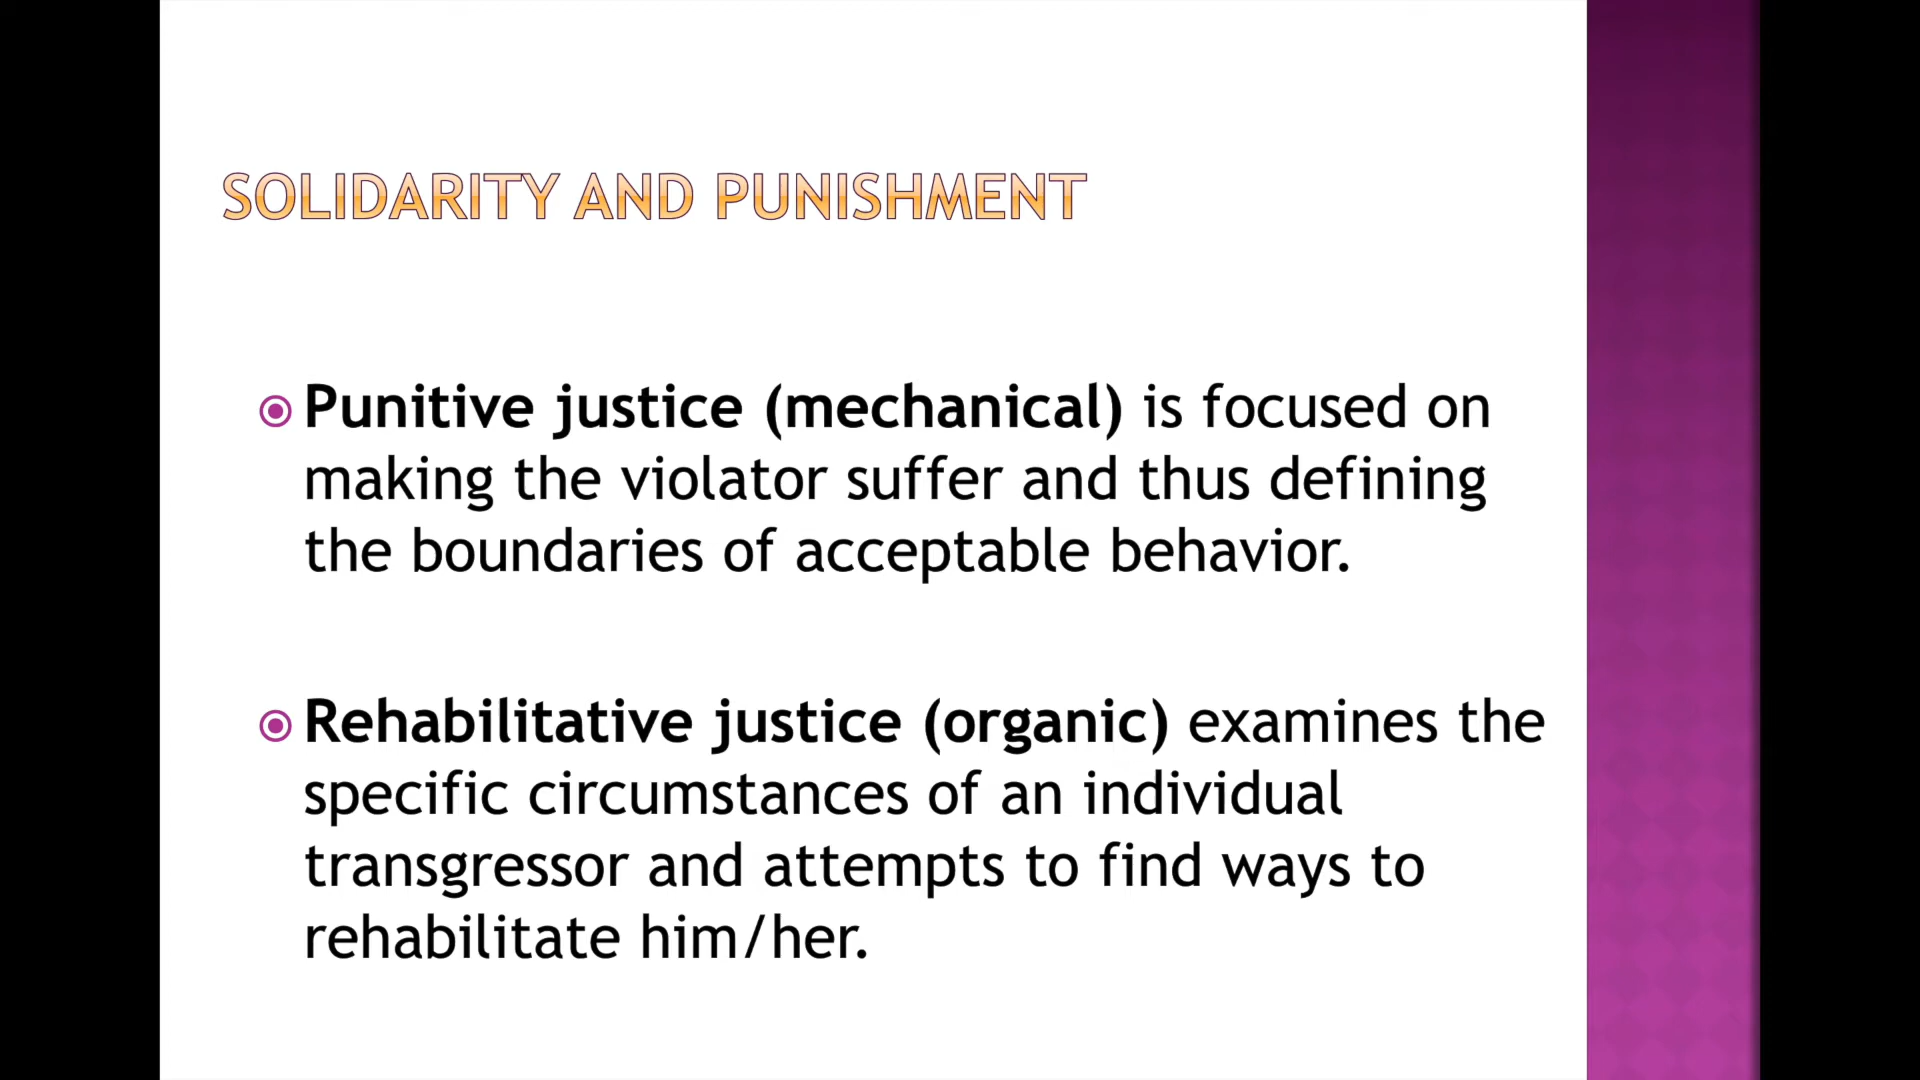 SOLIDARITY AND PUNISHMENT
Punitive justice (mechanical) is focused on
making the violator suffer and thus defining
the boundaries of acceptable behavior.
Rehabilitative justice (organic) examines the
specific circumstances of an individual
transgressor and attempts to find ways to
rehabilitate him/her.